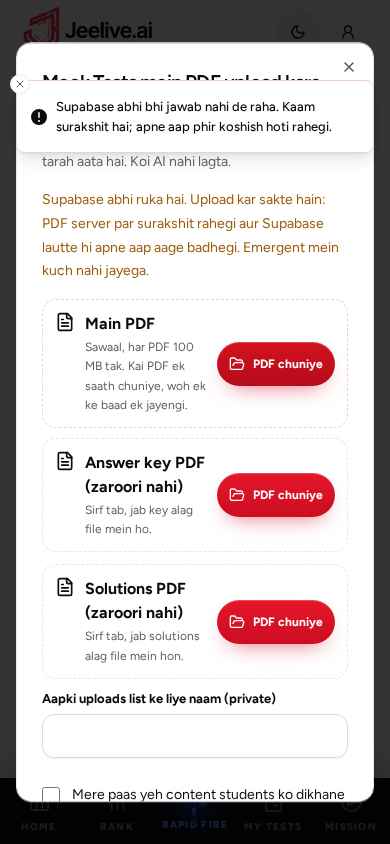 Jeelive.ai
Supabase abhi bhi jawab nahi de raha. Kaam
surakshit hai; apne aap phir koshish hoti rahegi.
tarah aata hai. Koi AI nahi lagta.
Supabase abhi ruka hai. Upload kar sakte hain:
PDF server par surakshit rahegi aur Supabase
lautte hi apne aap aage badhegi. Emergent mein
kuch nahi jayega.
Main PDF
Sawaal, har PDF 100
MB tak. Kai PDF ek
saath chuniye, woh ek
ke baad ek jayengi.
PDF chuniye
Answer key PDF
(zaroori nahi)
Sirf tab, jab key alag
file mein ho.
PDF chuniye
Solutions PDF
(zaroori nahi)
Sirf tab, jab solutions
alag file mein hon.
PDF chuniye
Aapki uploads list ke liye naam (private)
Mere paas yeh content students ko dikhane
HOME
RANK
RAPID FIRE
MY TESTS
MISSION